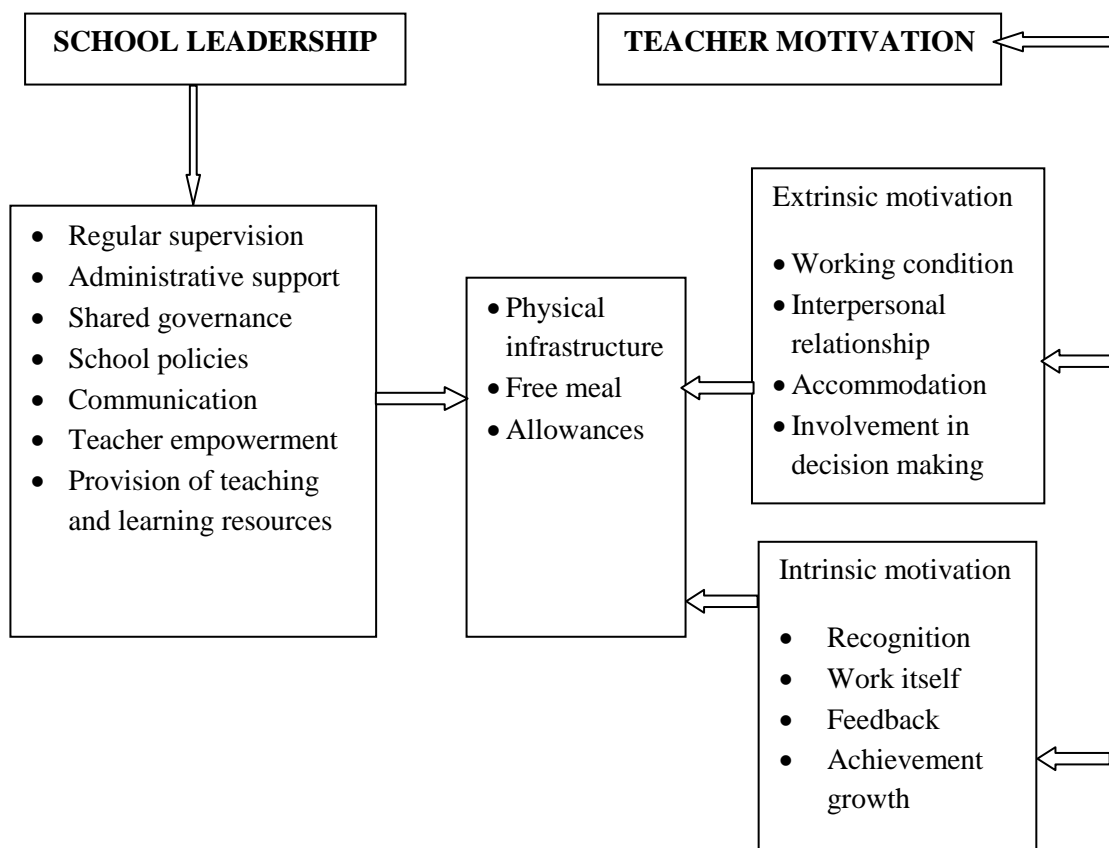 SCHOOL LEADERSHIP
TEACHER MOTIVATION
• Regular supervision
• Administrative support
• Shared governance
• School policies
• Communication
• Teacher empowerment
• Provision of teaching
and learning resources
• Physical
infrastructure
• Free meal
• Allowances
Extrinsic motivation
• Working condition
• Interpersonal
relationship
• Accommodation
• Involvement in
decision making
Intrinsic motivation
• Recognition
• Work itself
• Feedback
• Achievement
growth